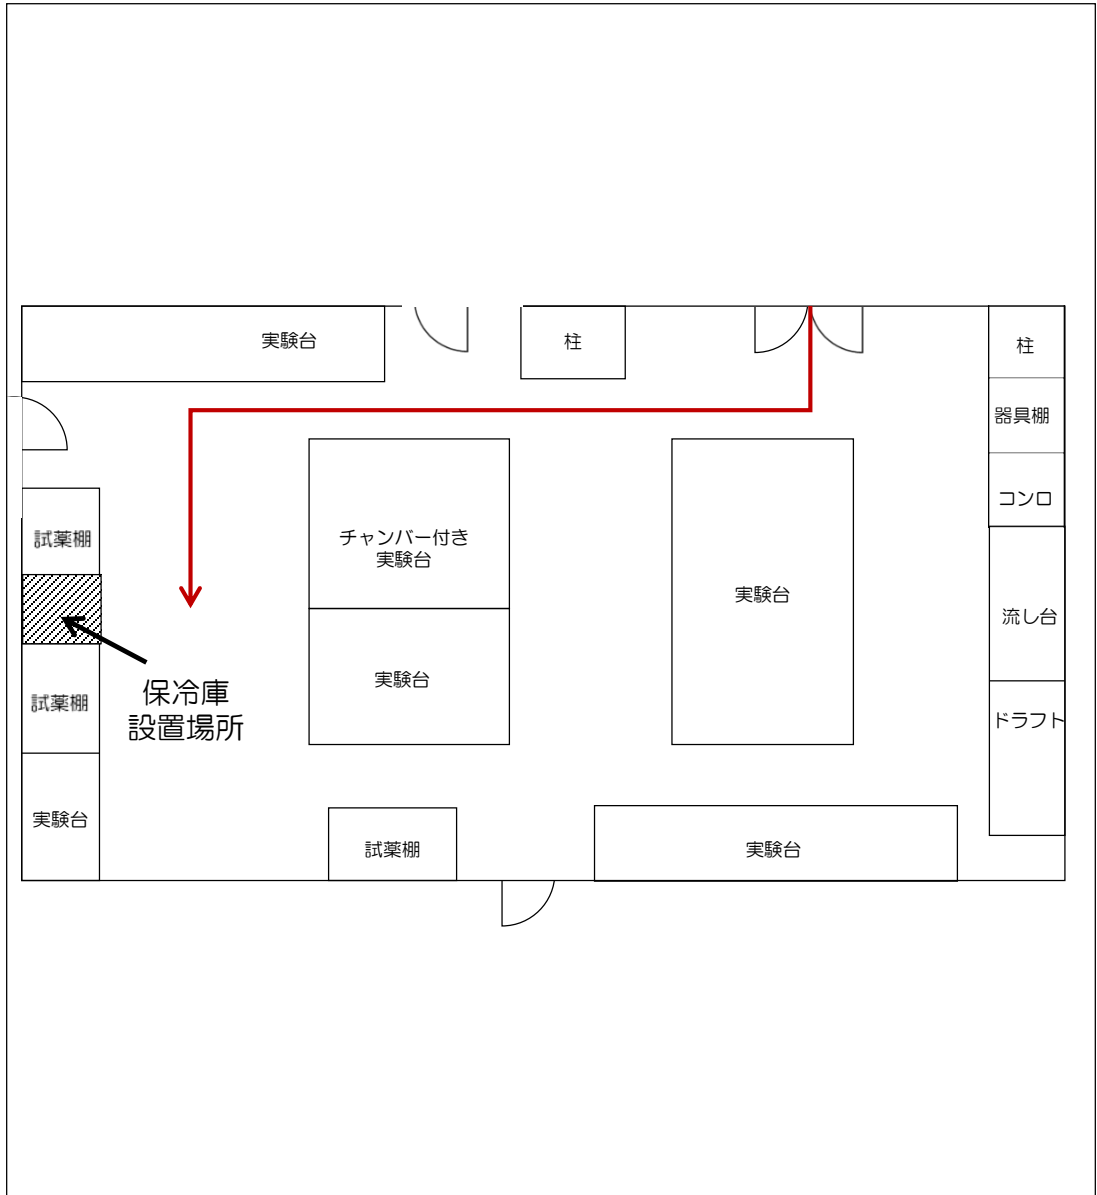 実験台
柱
柱
器具棚
コンロ
試薬棚
チャンバー付き
実験台
実験台
流し台
実験台
保冷庫
設置場所
試薬棚
ドラフト
実験台
試薬棚
実験台